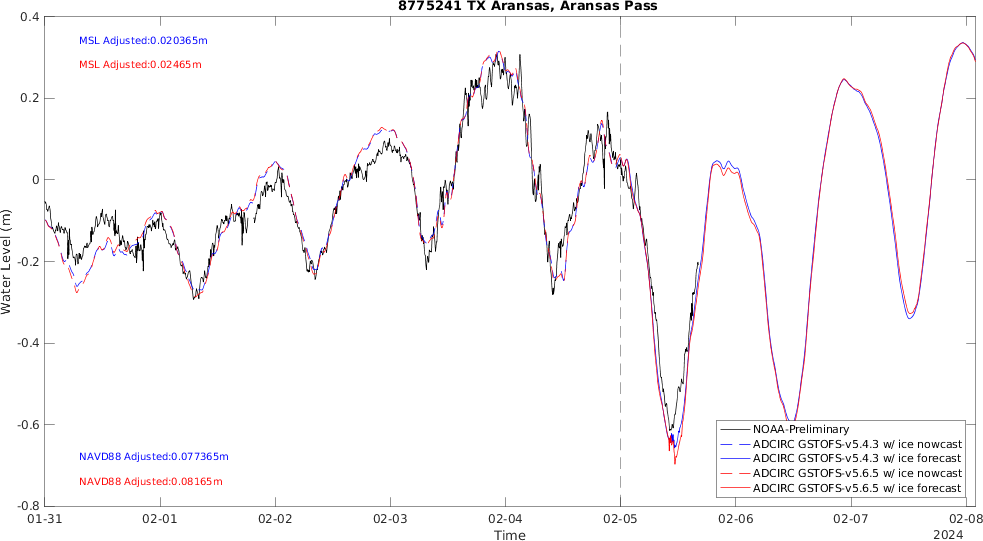 8775241 TX Aransas, Aransas Pass
MSL Adjusted:0.020365m
MSL Adjusted:0.02465m
0.4
0.2
0
-0.2
-0.4
-0.6
-0.8
Water Level (m)
NAVD88 Adjusted:0.077365m
NAVD88 Adjusted:0.08165m
NOAA-Preliminary
ADCIRC GSTOFS-v5.4.3 w/ ice nowcast
ADCIRC GSTOFS-v5.4.3 w/ ice forecast
ADCIRC GSTOFS-v5.6.5 w/ ice nowcast
ADCIRC GSTOFS-v5.6.5 w/ ice forecast
01-31 02-01 02-02 02-03 02-04 02-05 02-06 02-07 02-08
Time
2024